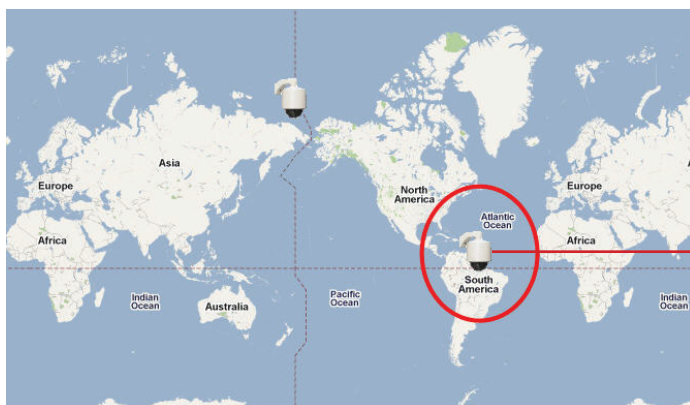 Asia
Europe
North
America
Atlantic
Ocean
Europe
Africa
Africa
South
America
Indian
Ocean
Australia
Pacific
Ocean
Indian
Ocean